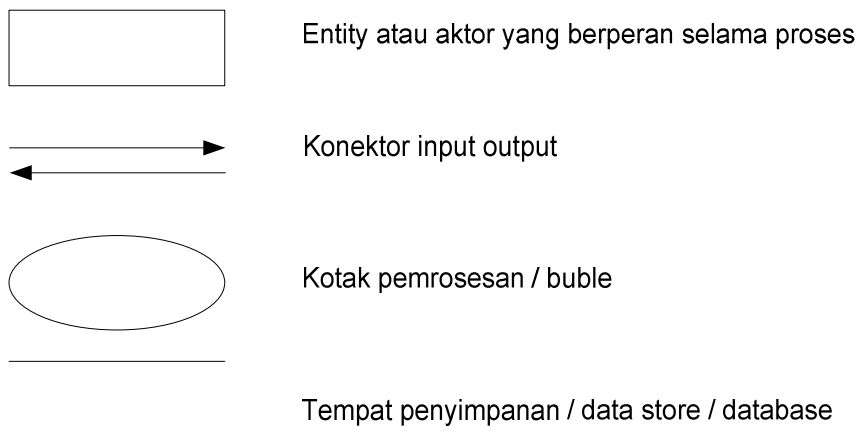 Entity atau aktor yang berperan selama proses
Konektor input output
Kotak pemrosesan / buble
Tempat penyimpanan / data store / database